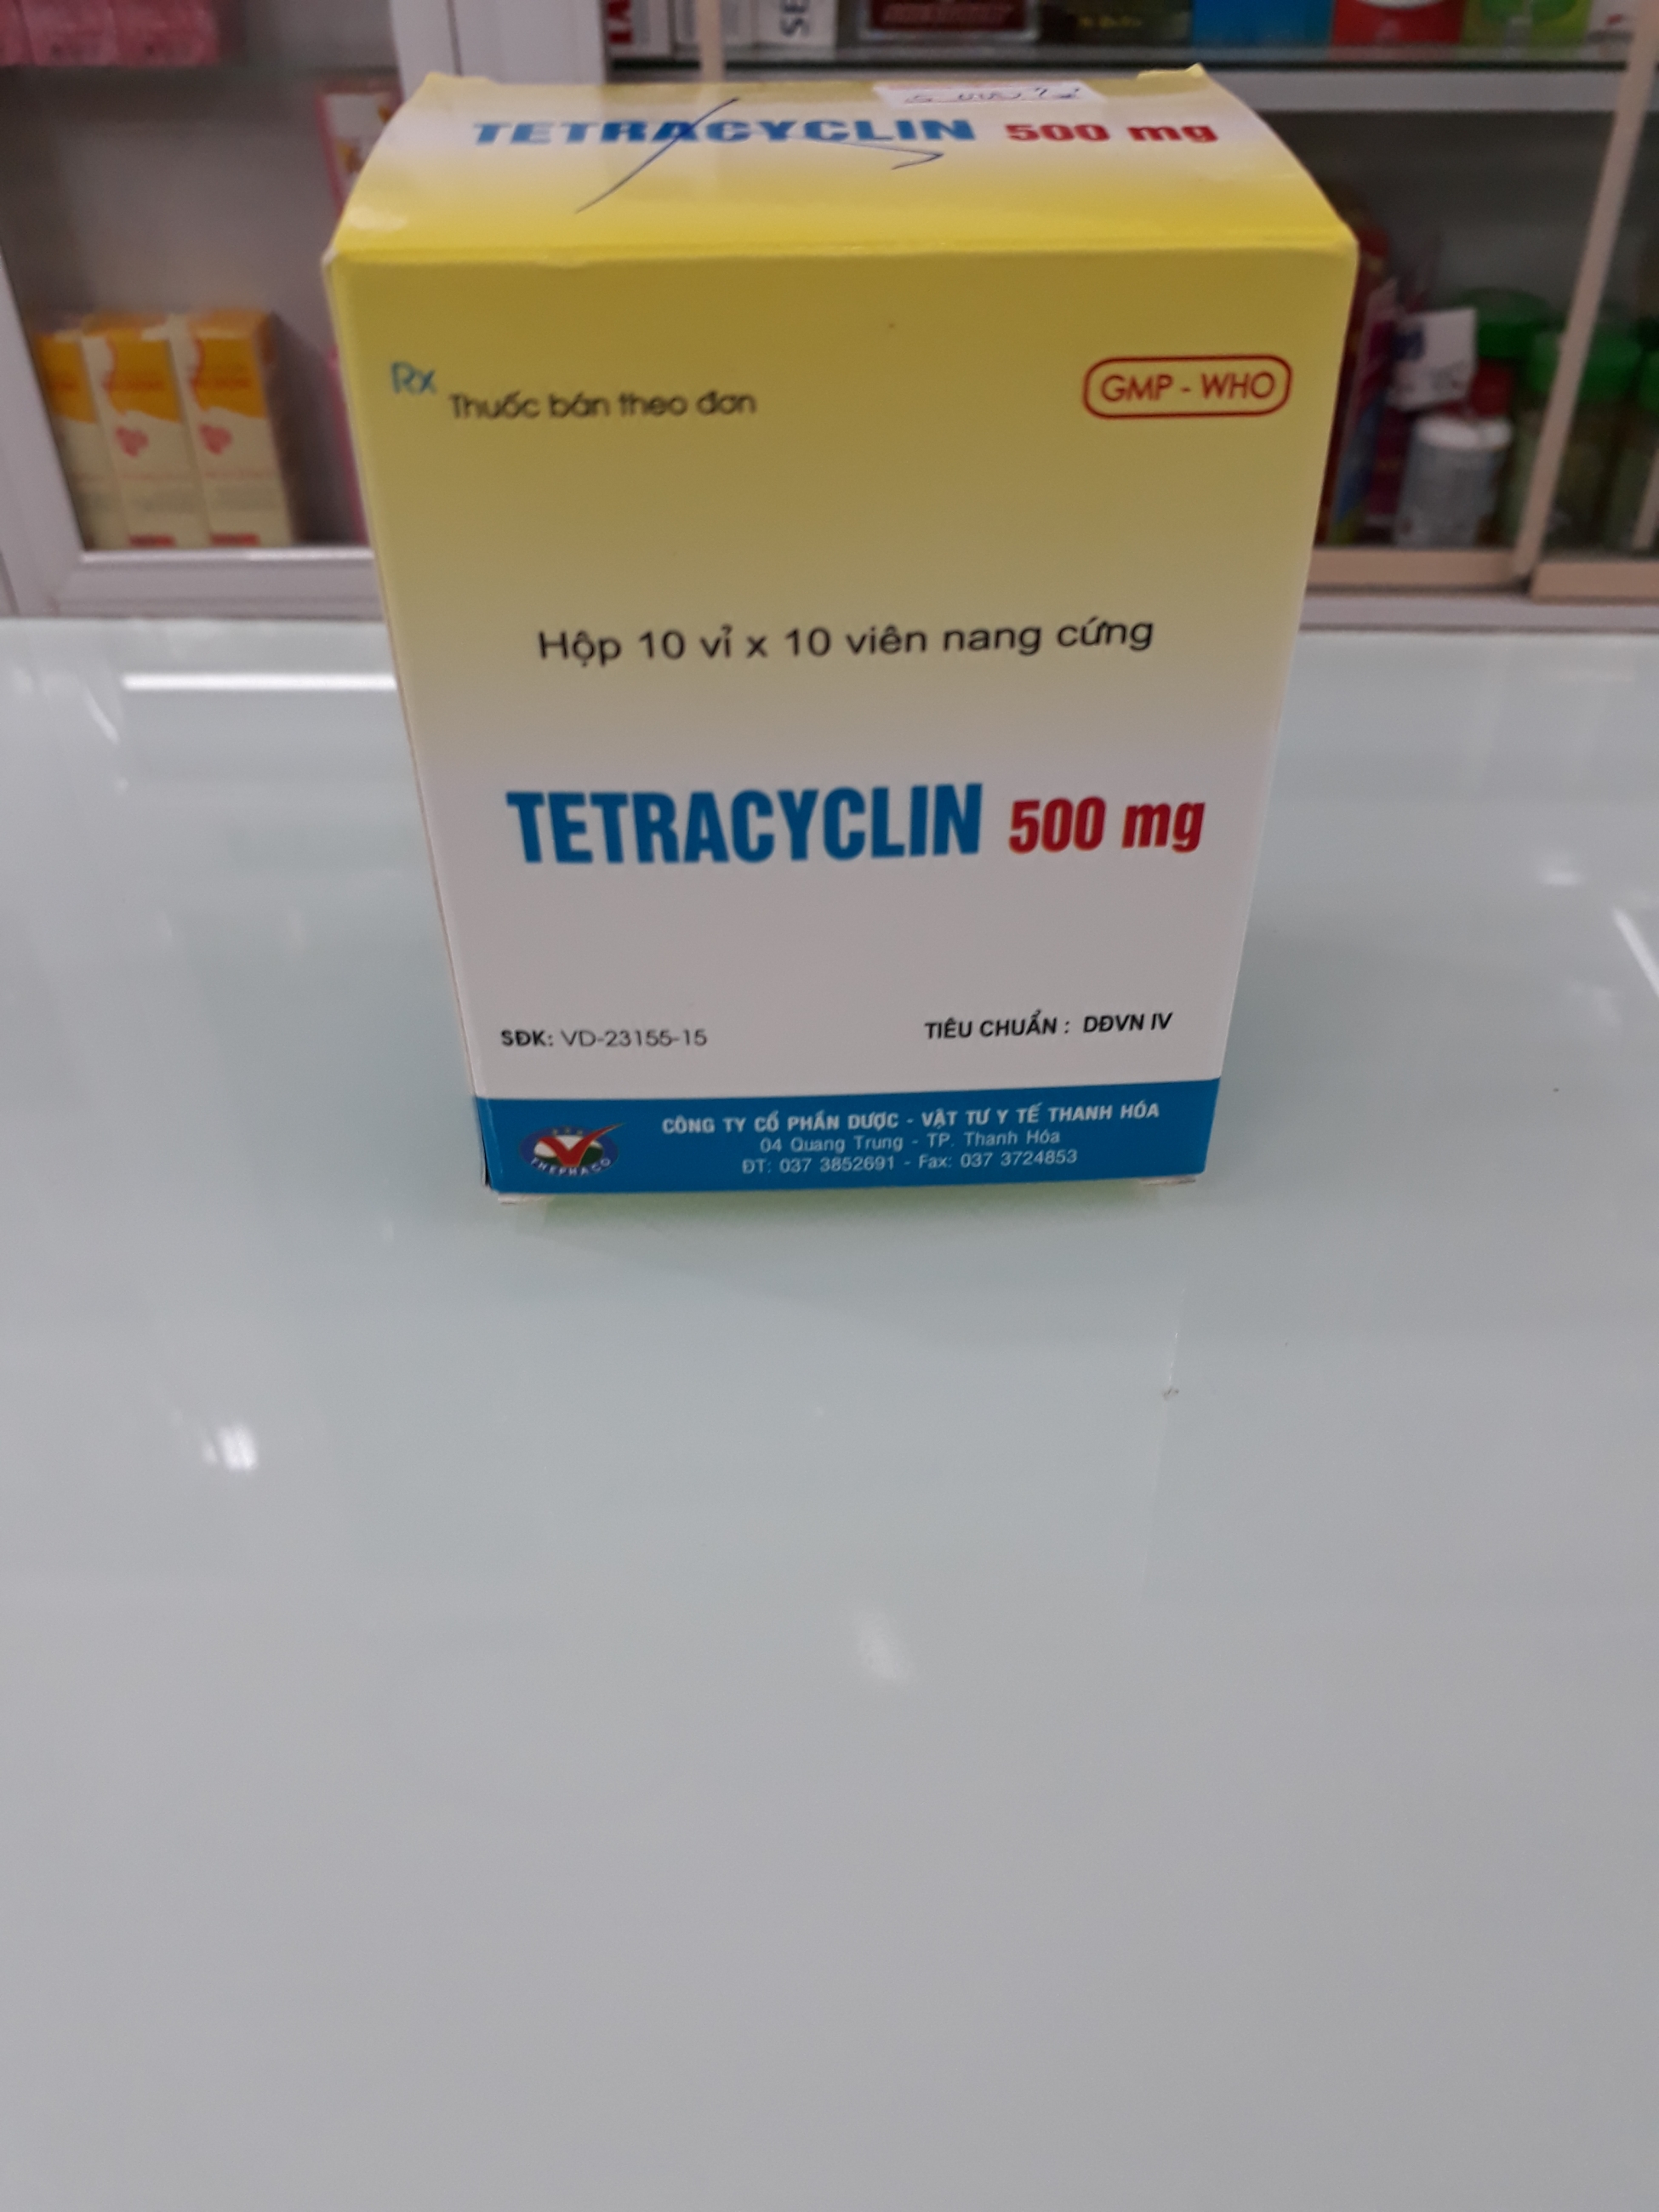 TETRACYCLIN 500 mg
Rx Thuốc bán theo đơn
GMP - WHO
Hộp 10 vỉ x 10 viên nang cứng
TETRACYCLIN 500 mg
SĐK: VD-23155-15
TIÊU CHUẨN : DĐVN IV
THEPHACO
CÔNG TY CỔ PHẦN DƯỢC - VẬT TƯ Y TẾ THANH HÓA
04 Quang Trung - TP. Thanh Hóa
ĐT: 037 3852691 - Fax: 037 3724853